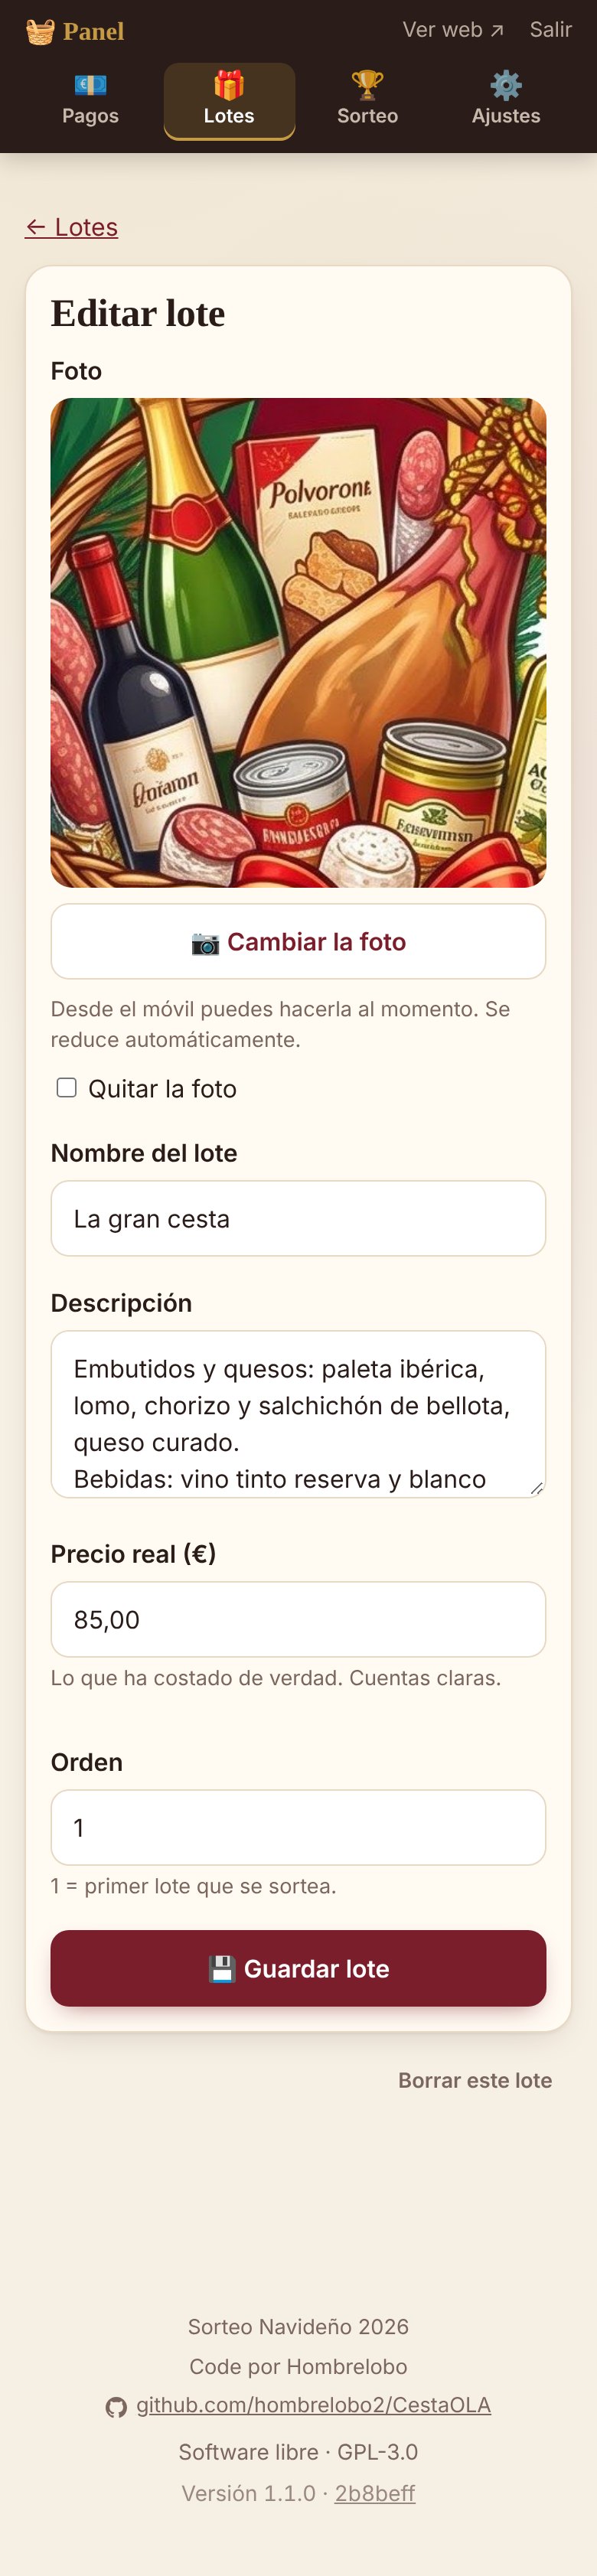 Panel
Ver web ↗ Salir
Pagos Lotes Sorteo Ajustes
← Lotes
Editar lote
Foto
Polvorone
Cambiar la foto
Desde el móvil puedes hacerla al momento. Se
reduce automáticamente.
Quitar la foto
Nombre del lote
La gran cesta
Descripción
Embutidos y quesos: paleta ibérica,
lomo, chorizo y salchichón de bellota,
queso curado.
Bebidas: vino tinto reserva y blanco
Precio real (€)
85,00
Lo que ha costado de verdad. Cuentas claras.
Orden
1
1 = primer lote que se sortea.
Guardar lote
Borrar este lote
Sorteo Navideño 2026
Code por Hombrelobo
github.com/hombrelobo2/CestaOLA
Software libre · GPL-3.0
Versión 1.1.0 · 2b8beff